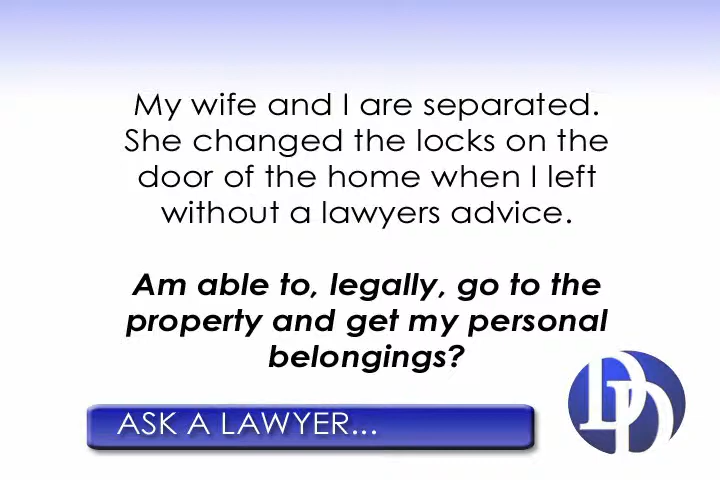 My wife and I are separated.
She changed the locks on the
door of the home when I left
without a lawyers advice.
Am able to, legally, go to the
property and get my personal
belongings?
ASK A LAWYER...
DD